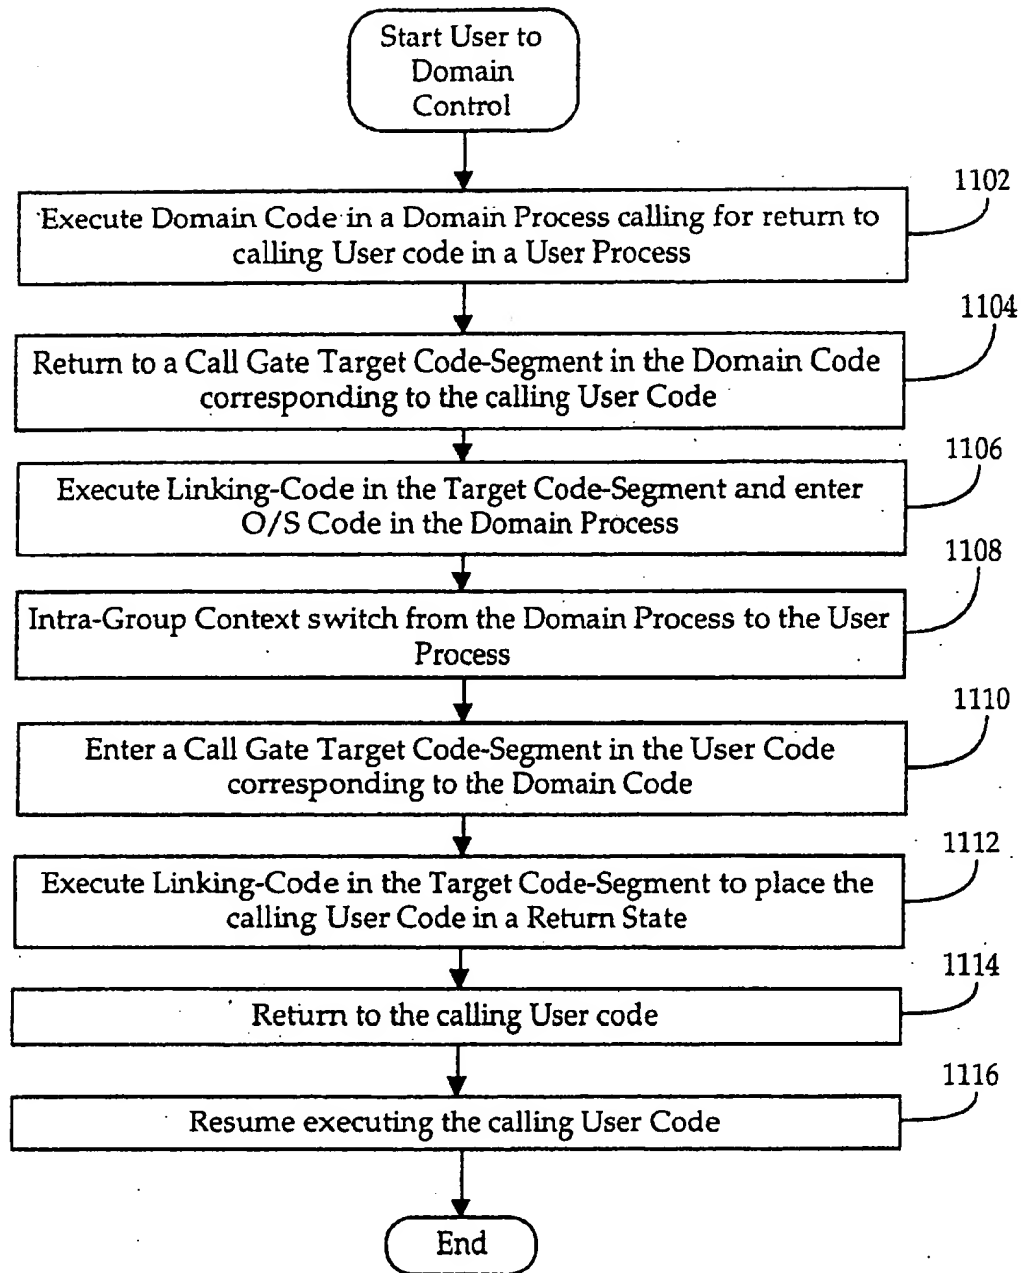 Start User to
Domain
Control
1102
Execute Domain Code in a Domain Process calling for return to
calling User code in a User Process
1104
Return to a Call Gate Target Code-Segment in the Domain Code
corresponding to the calling User Code
1106
Execute Linking-Code in the Target Code-Segment and enter
O/S Code in the Domain Process
1108
Intra-Group Context switch from the Domain Process to the User
Process
1110
Enter a Call Gate Target Code-Segment in the User Code
corresponding to the Domain Code
1112
Execute Linking-Code in the Target Code-Segment to place the
calling User Code in a Return State
1114
Return to the calling User code
1116
Resume executing the calling User Code
End